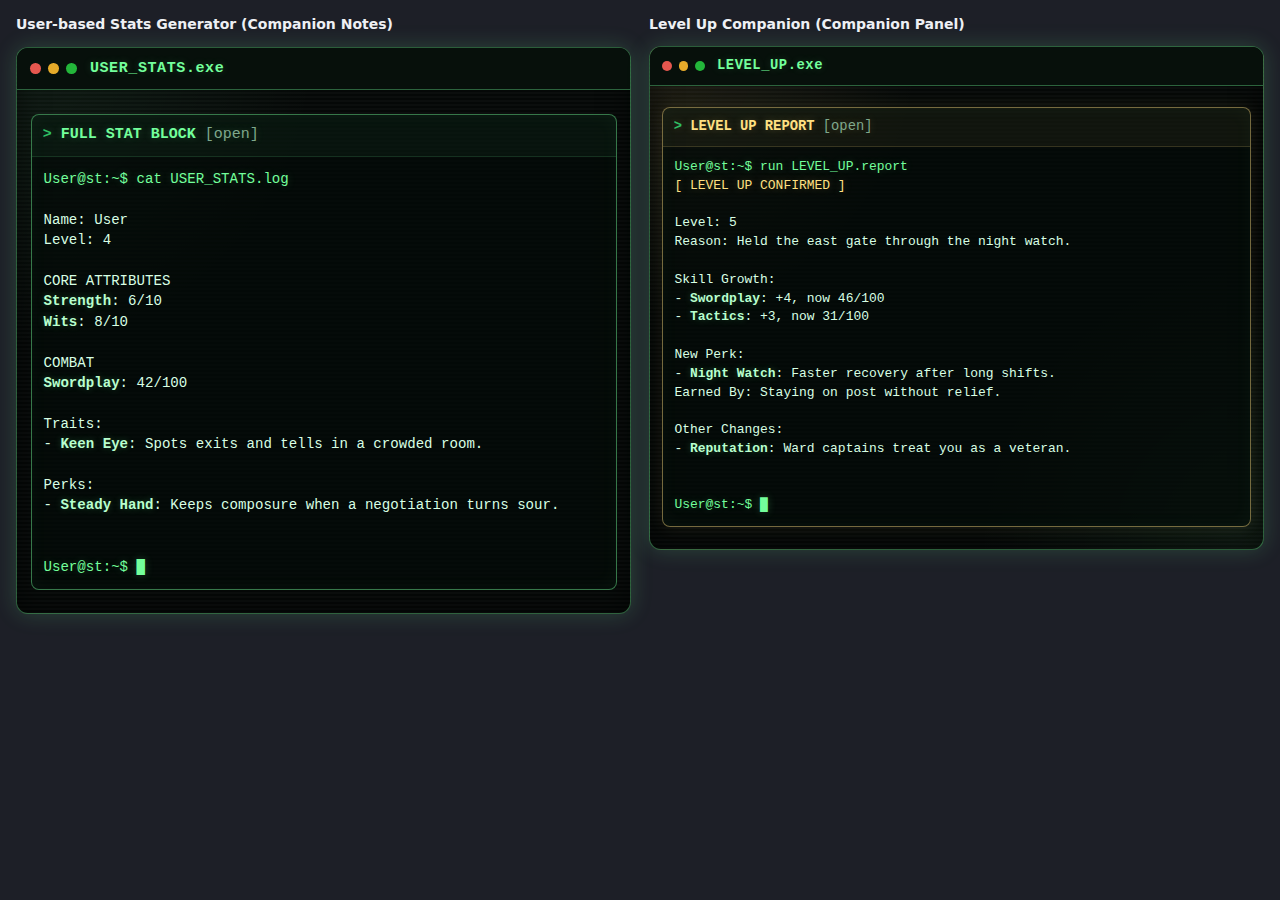 User-based Stats Generator (Companion Notes)
USER_STATS.exe
> FULL STAT BLOCK [open]
User@st:~$ cat USER_STATS.log
Name: User
Level: 4
CORE ATTRIBUTES
Strength: 6/10
Wits: 8/10
COMBAT
Swordplay: 42/100
Traits:
- Keen Eye: Spots exits and tells in a crowded room.
Perks:
- Steady Hand: Keeps composure when a negotiation turns sour.
User@st:~$
Level Up Companion (Companion Panel)
LEVEL_UP.exe
> LEVEL UP REPORT [open]
User@st:~$ run LEVEL_UP.report
[ LEVEL UP CONFIRMED ]
Level: 5
Reason: Held the east gate through the night watch.
Skill Growth:
- Swordplay: +4, now 46/100
- Tactics: +3, now 31/100
New Perk:
- Night Watch: Faster recovery after long shifts.
Earned By: Staying on post without relief.
Other Changes:
- Reputation: Ward captains treat you as a veteran.
User@st:~$